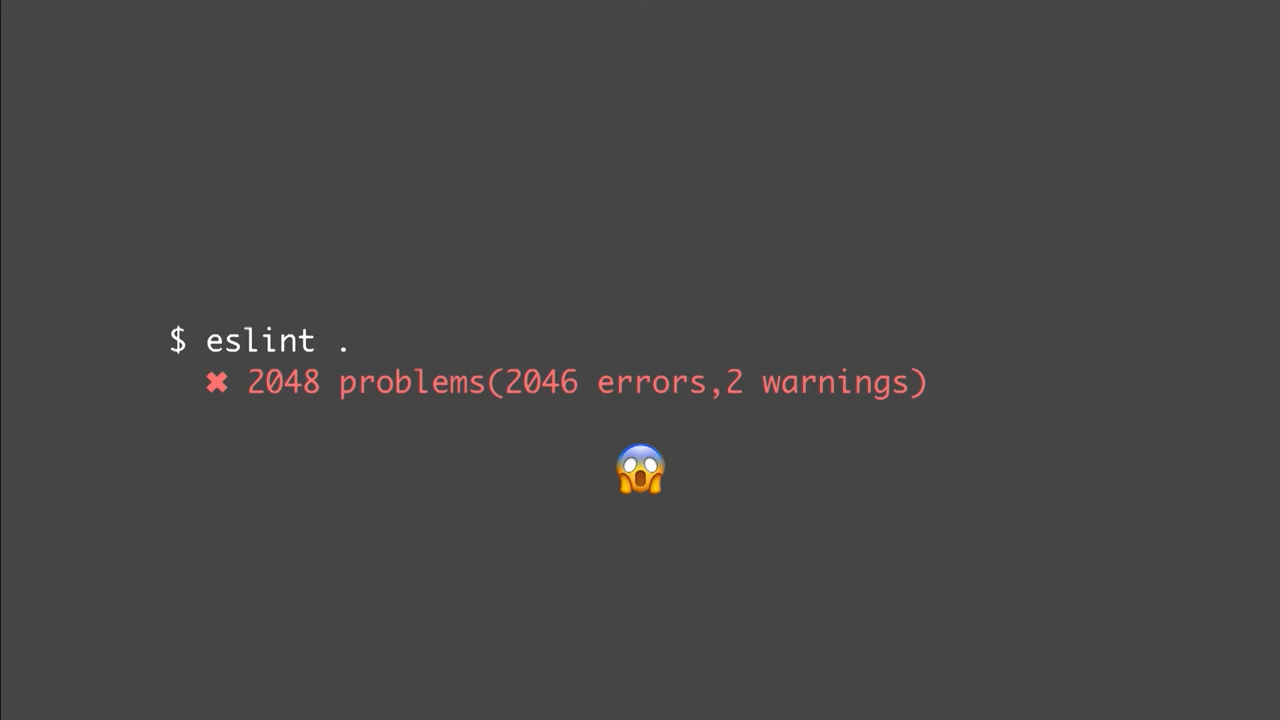 $ eslint .
✖ 2048 problems(2046 errors,2 warnings)